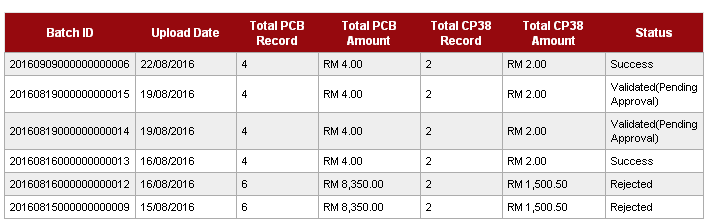 Batch ID Upload Date Total PCB Record Total PCB Amount Total CP38 Record Total CP38 Amount Status
20160909000000000006 22/08/2016 4 RM 4.00 2 RM 2.00 Success
20160819000000000015 19/08/2016 4 RM 4.00 2 RM 2.00 Validated(Pending Approval)
20160819000000000014 19/08/2016 4 RM 4.00 2 RM 2.00 Validated(Pending Approval)
20160816000000000013 16/08/2016 4 RM 4.00 2 RM 2.00 Success
20160816000000000012 16/08/2016 6 RM 8,350.00 2 RM 1,500.50 Rejected
20160815000000000009 15/08/2016 6 RM 8,350.00 2 RM 1,500.50 Rejected